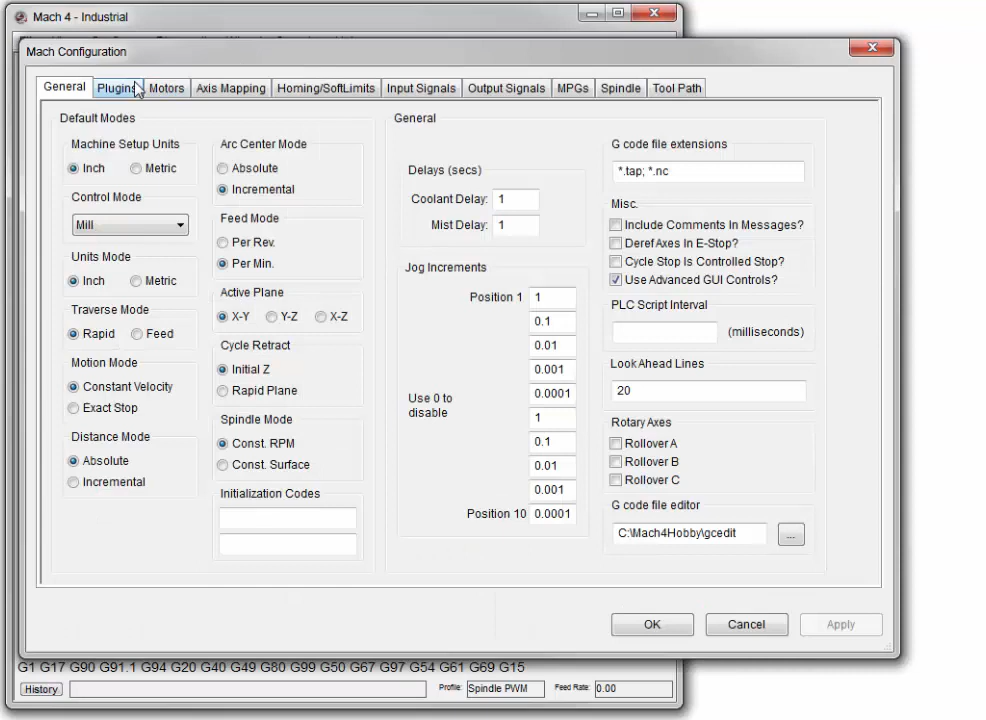 Mach 4 - Industrial
Mach Configuration
General Plugins Motors Axis Mapping Homing/SoftLimits Input Signals Output Signals MPGs Spindle Tool Path
Default Modes
Machine Setup Units
Inch Metric
Control Mode
Mill
Units Mode
Inch Metric
Traverse Mode
Rapid Feed
Motion Mode
Constant Velocity
Exact Stop
Distance Mode
Absolute
Incremental
Arc Center Mode
Absolute
Incremental
Feed Mode
Per Rev.
Per Min.
Active Plane
X-Y Y-Z X-Z
Cycle Retract
Initial Z
Rapid Plane
Spindle Mode
Const. RPM
Const. Surface
Initialization Codes
General
Delays (secs)
Coolant Delay: 1
Mist Delay: 1
Jog Increments
Position 1 1
0.1
0.01
0.001
0.0001
Use 0 to
disable
1
0.1
0.01
0.001
Position 10 0.0001
G code file extensions
*.tap; *.nc
Misc.
Include Comments In Messages?
Deref Axes In E-Stop?
Cycle Stop Is Controlled Stop?
Use Advanced GUI Controls?
PLC Script Interval
(milliseconds)
Look Ahead Lines
20
Rotary Axes
Rollover A
Rollover B
Rollover C
G code file editor
C:\Mach4Hobby\gcedit ...
OK Cancel Apply
G1 G17 G90 G91.1 G94 G20 G40 G49 G80 G99 G50 G67 G97 G54 G61 G69 G15
History Profile: Spindle PWM Feed Rate: 0.00